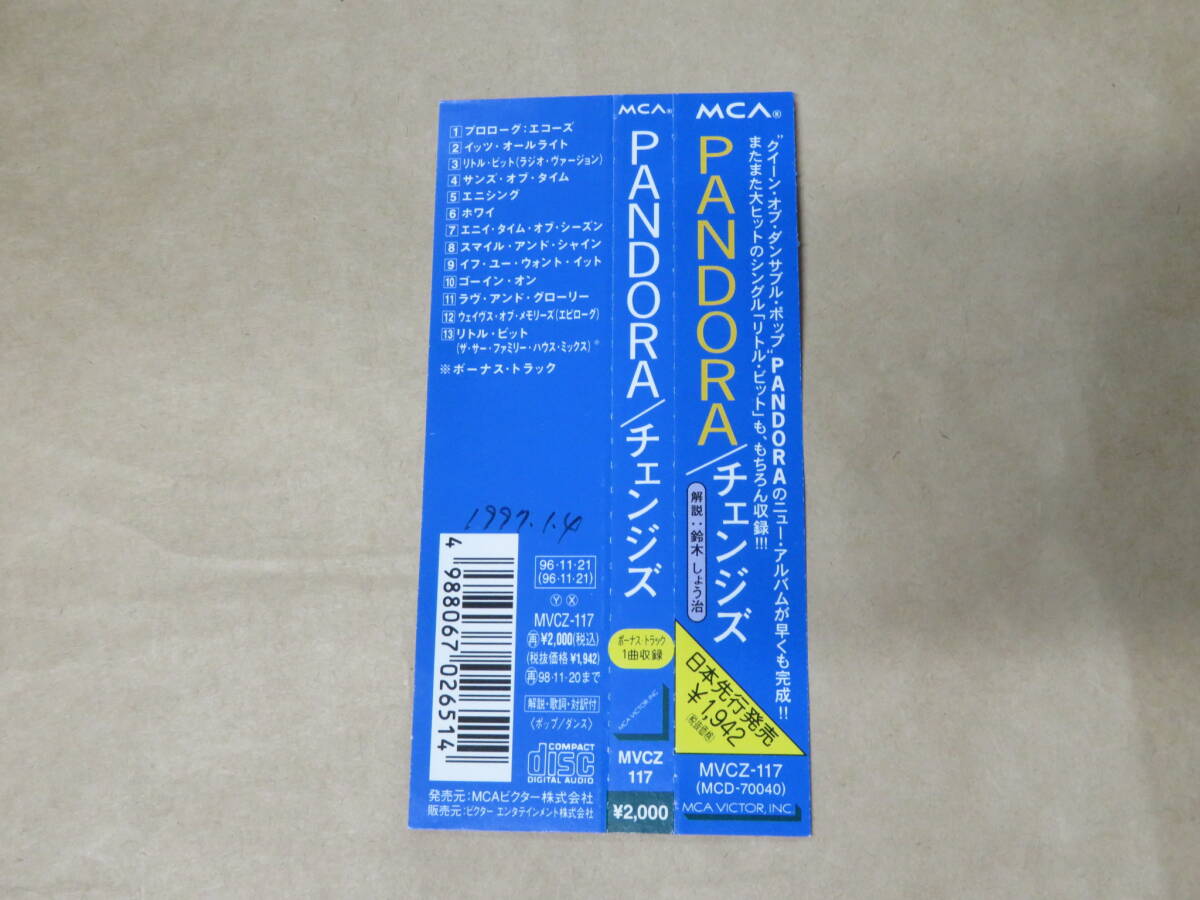 1 プロローグ:エコーズ
2 イッツ・オールライト
3 リトル・ビット(ラジオ・ヴァージョン)
4 サンズ・オブ・タイム
5 エニシング
6 ホワイ
7 エニイ・タイム・オブ・シーズン
8 スマイル・アンド・シャイン
9 イフ・ユー・ウォント・イット
10 ゴーイン・オン
11 ラヴ・アンド・グローリー
12 ウェイヴス・オブ・メモリーズ(エピローグ)
13 リトル・ビット
(ザ・サー・ファミリー・ハウス・ミックス)※
※ボーナス・トラック
1997.1.4
4 988067 026514
96・11・21
(96・11・21)
Ⓨ Ⓧ
MVCZ-117
再¥2,000(税込)
(税抜価格¥1,942)
再98・11・20まで
解説・歌詞・対訳付
〈ポップ/ダンス〉
COMPACT
disc
DIGITAL AUDIO
発売元:MCAビクター株式会社
販売元:ビクター エンタテインメント株式会社
MCA®
PANDORA/チェンジズ
ボーナス・トラック
1曲収録
MCA VICTOR, INC.
MVCZ
117
¥2,000
MCA®
"クイーン・オブ・ダンサブル・ポップ"PANDORAのニュー・アルバムが早くも完成!!
またまた大ヒットのシングル「リトル・ビット」も、もちろん収録!!!
PANDORA/チェンジズ
解説:鈴木 しょう治
日本先行発売
¥1,942
(税抜価格)
MVCZ-117
(MCD-70040)
MCA VICTOR, INC.